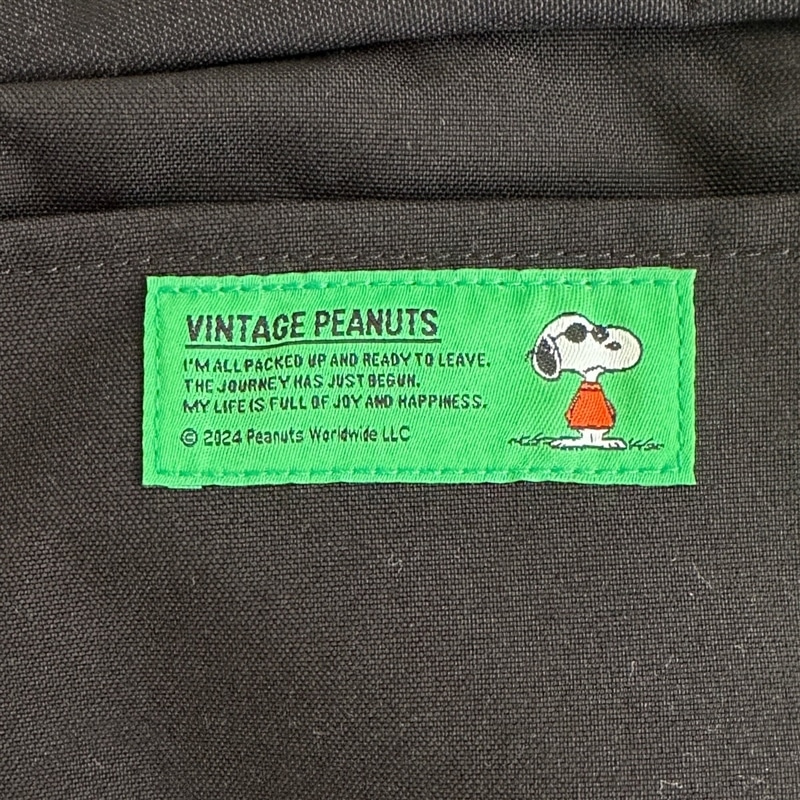 VINTAGE PEANUTS
I'M ALL PACKED UP AND READY TO LEAVE.
THE JOURNEY HAS JUST BEGUN.
MY LIFE IS FULL OF JOY AND HAPPINESS.
© 2024 Peanuts Worldwide LLC